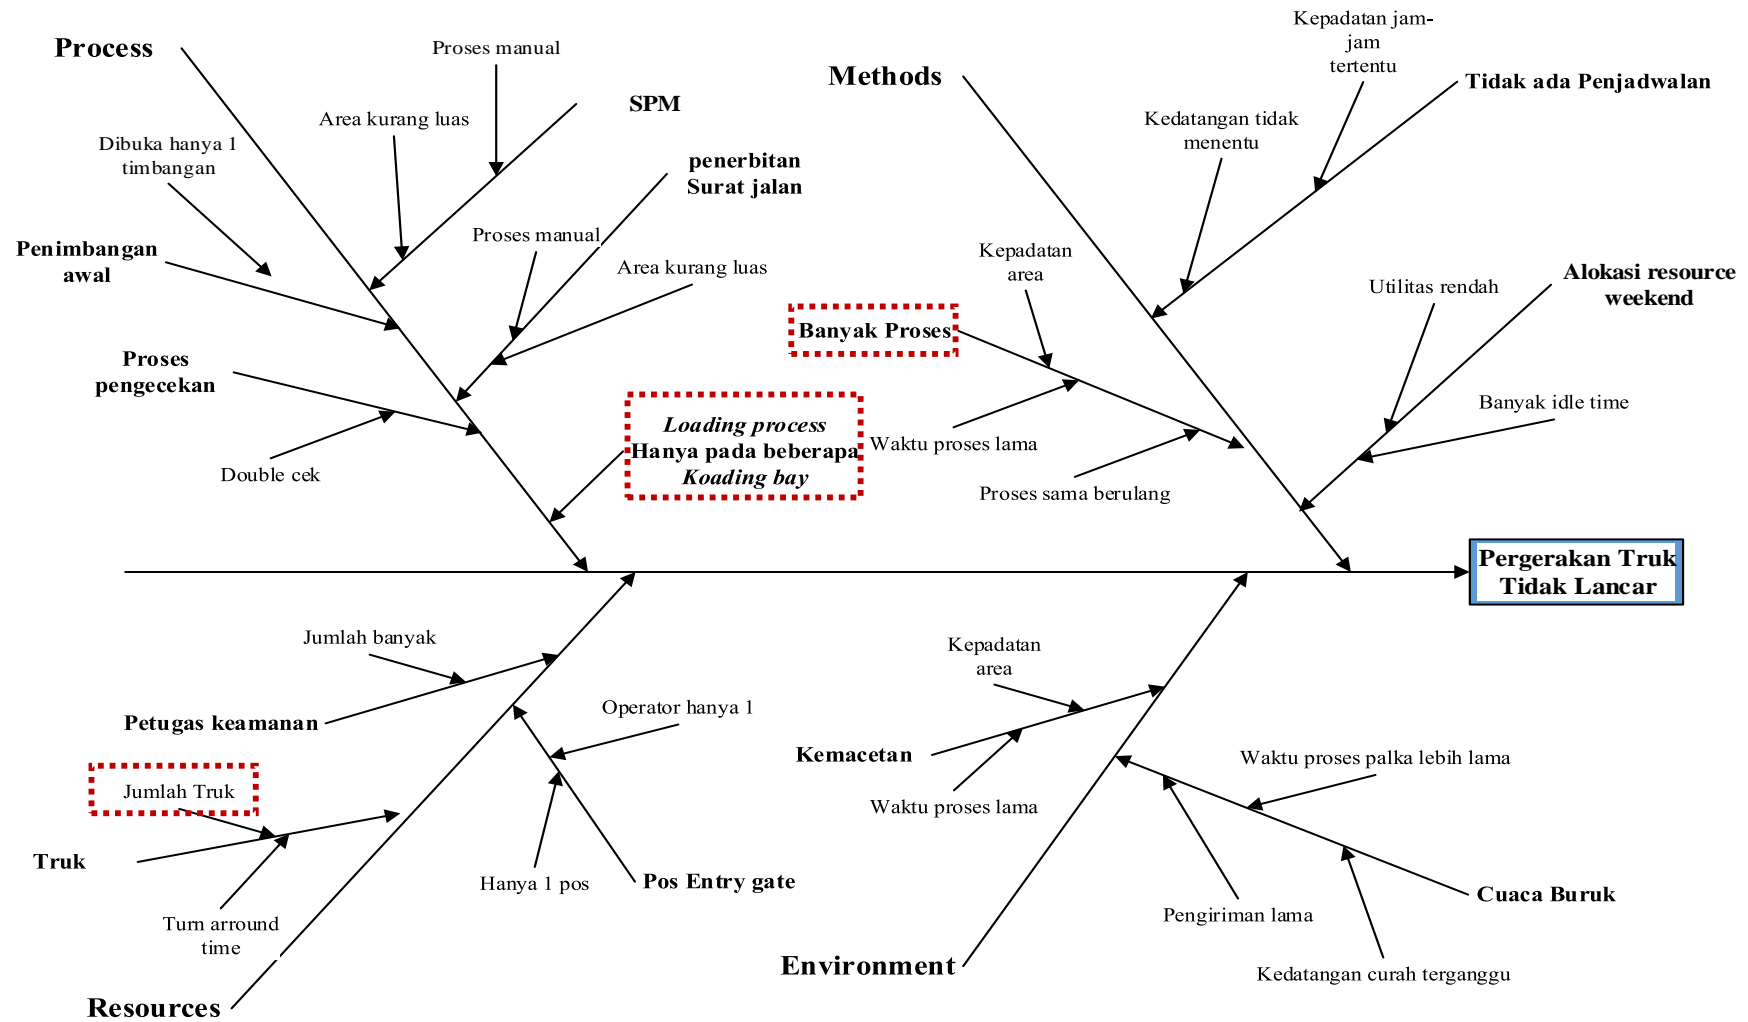 Process
Proses manual
SPM
Area kurang luas
Dibuka hanya 1
timbangan
penerbitan
Surat jalan
Penimbangan
awal
Proses manual
Area kurang luas
Proses
pengecekan
Double cek
Loading process
Hanya pada beberapa
Koading bay
Methods
Kepadatan jam-
jam
tertentu
Tidak ada Penjadwalan
Kedatangan tidak
menentu
Kepadatan
area
Banyak Proses
Utilitas rendah
Alokasi resource
weekend
Waktu proses lama
Banyak idle time
Proses sama berulang
Pergerakan Truk
Tidak Lancar
Jumlah banyak
Petugas keamanan
Operator hanya 1
Jumlah Truk
Truk
Hanya 1 pos
Pos Entry gate
Turn arround
time
Resources
Kepadatan
area
Kemacetan
Waktu proses lama
Waktu proses palka lebih lama
Cuaca Buruk
Pengiriman lama
Kedatangan curah terganggu
Environment